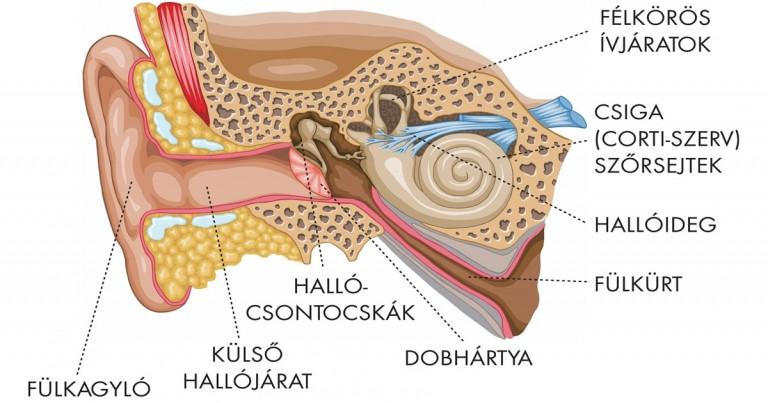 FÉLKÖRÖS
ÍVJÁRATOK
CSIGA
(CORTI-SZERV)
SZŐRSEJTEK
HALLÓIDEG
FÜLKÜRT
HALLÓ-
CSONTOCSKÁK
DOBHÁRTYA
KÜLSŐ
HALLÓJÁRAT
FÜLKAGYLÓ